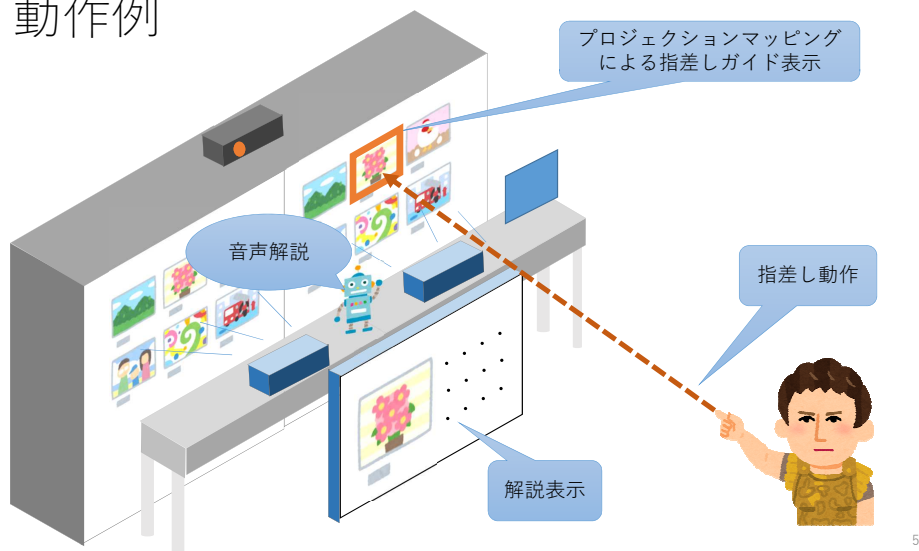 動作例
プロジェクションマッピング
による指差しガイド表示
音声解説
指差し動作
解説表示
5